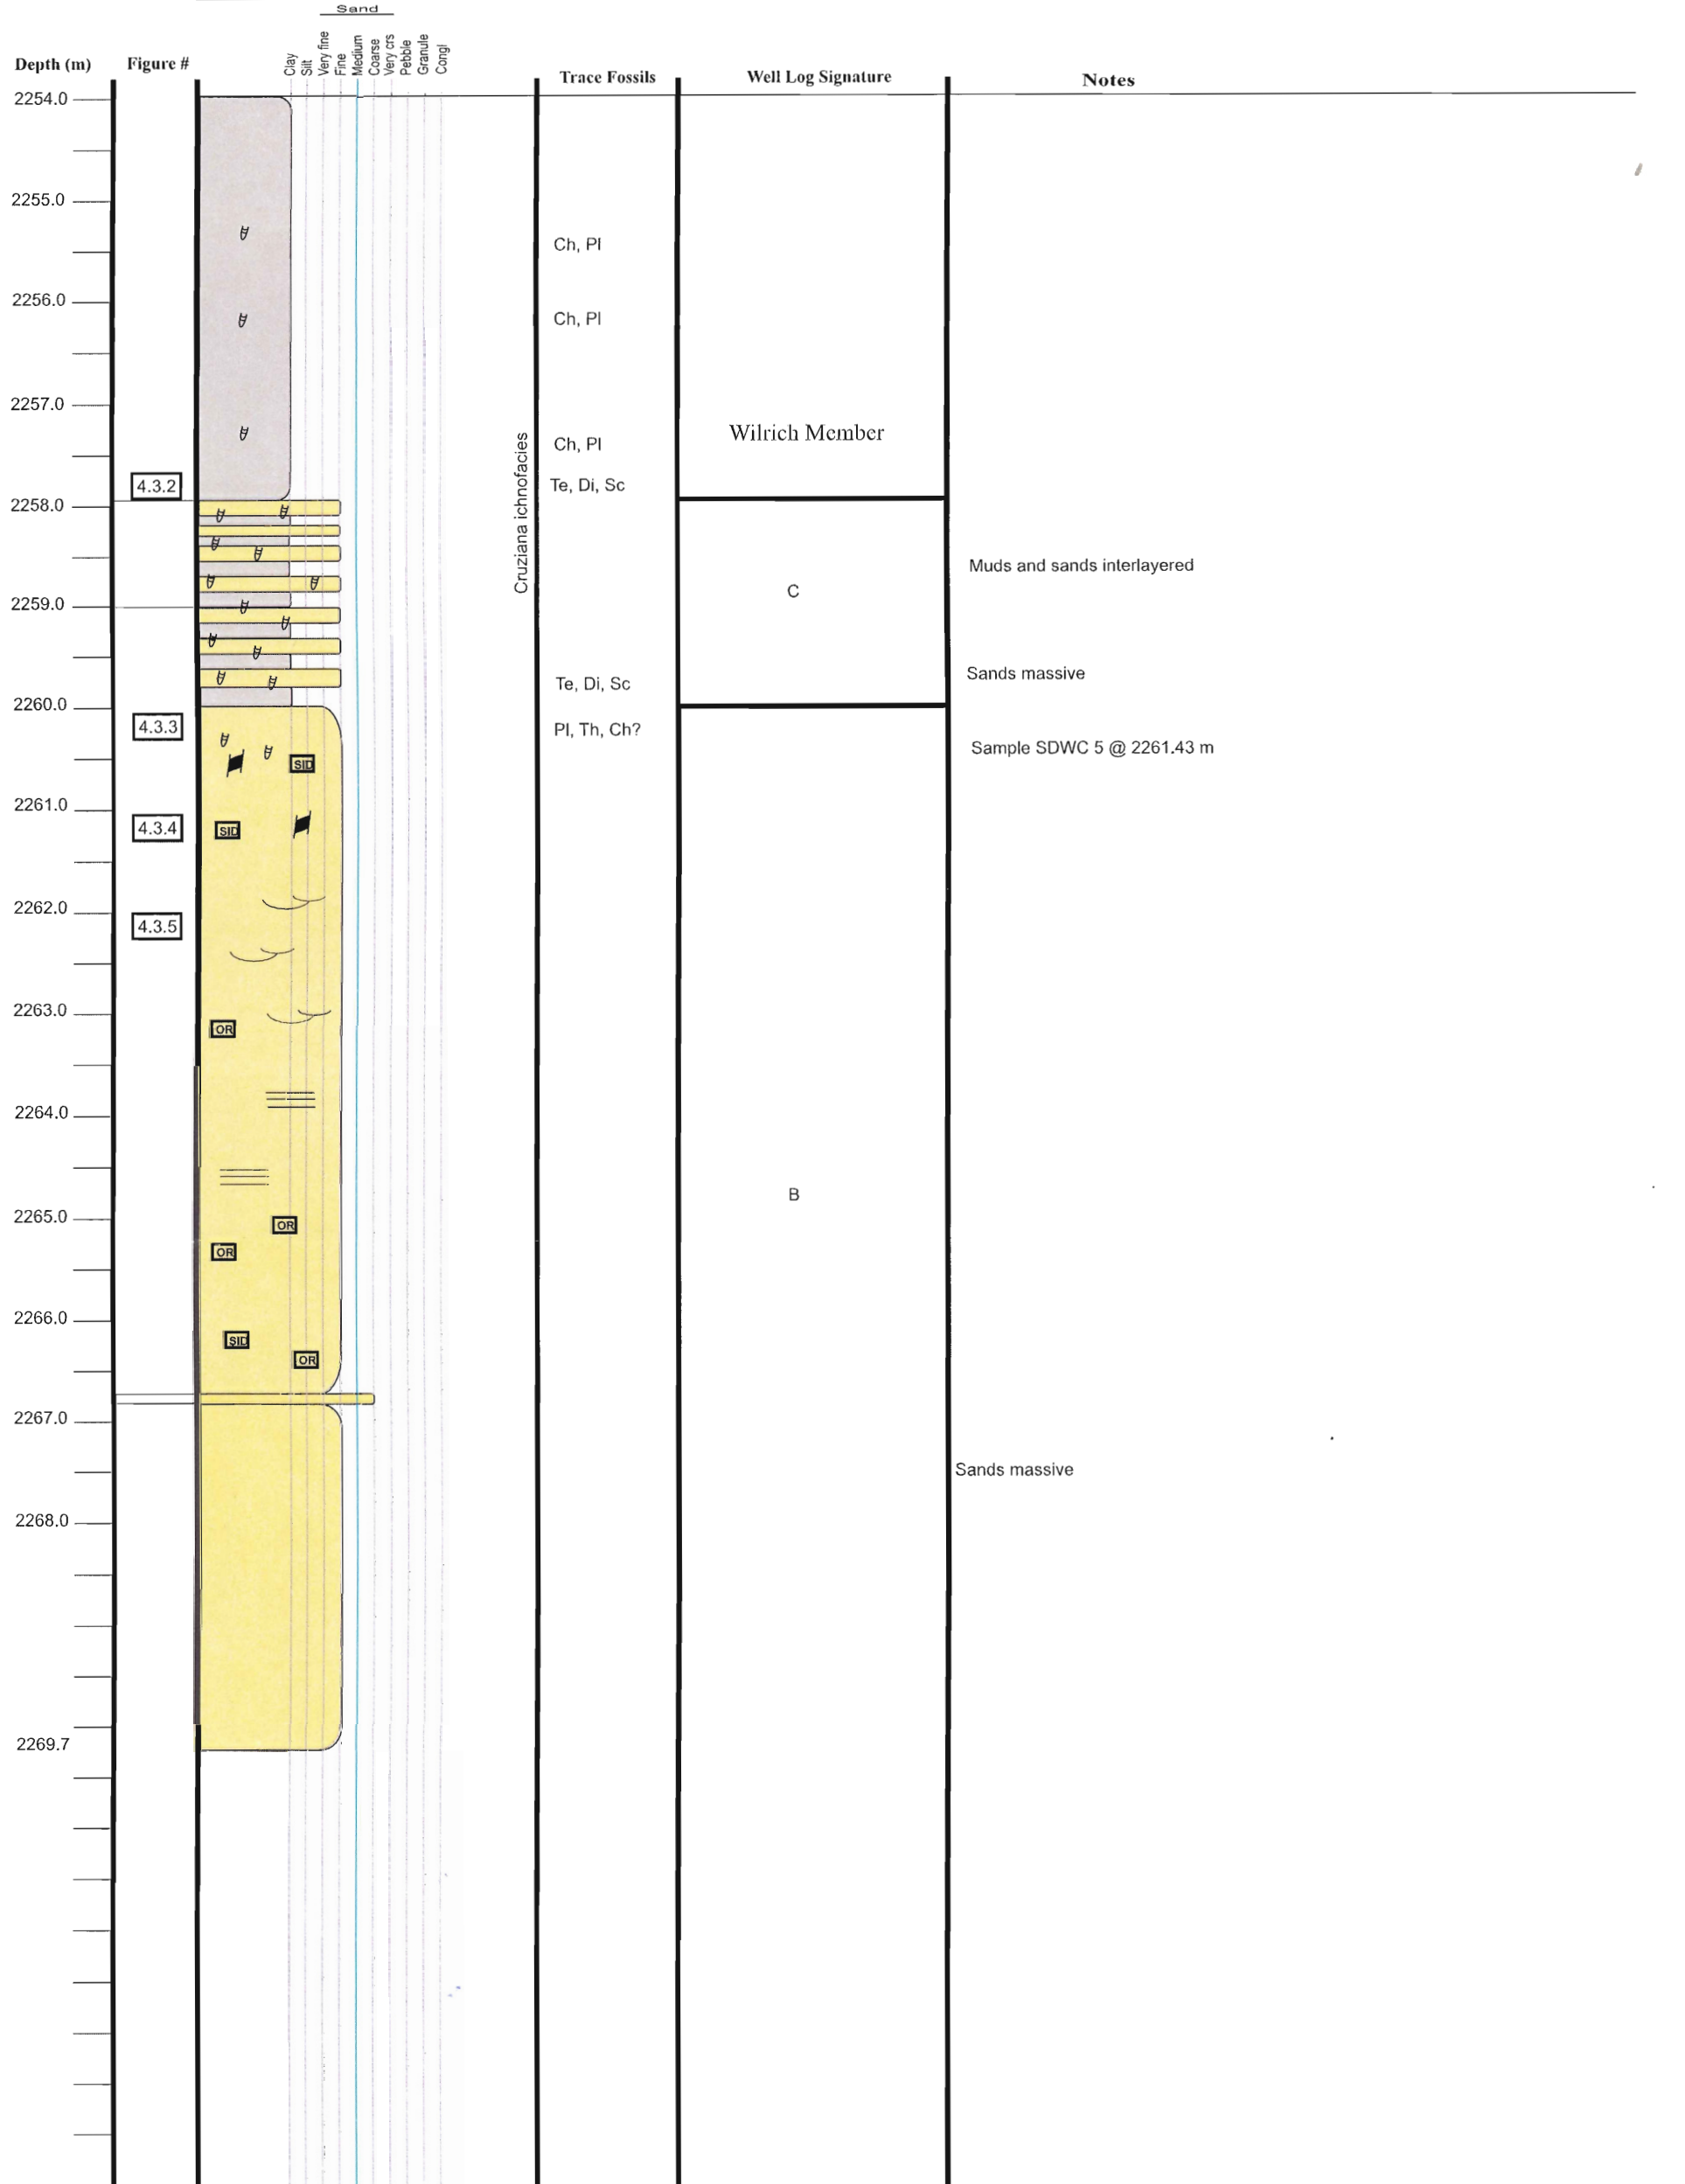 Sand
Clay
Silt
Very fine
Fine
Medium
Coarse
Very crs
Pebble
Granule
Congl
Depth (m)
Figure #
Trace Fossils
Well Log Signature
Notes
2254.0
2255.0
Ch, Pl
2256.0
Ch, Pl
2257.0
Wilrich Member
Ch, Pl
Cruziana ichnofacies
4.3.2
Te, Di, Sc
2258.0
Muds and sands interlayered
C
2259.0
Sands massive
Te, Di, Sc
2260.0
4.3.3
Pl, Th, Ch?
Sample SDWC 5 @ 2261.43 m
SID
2261.0
4.3.4
SID
2262.0
4.3.5
2263.0
OR
2264.0
B
2265.0
OR
OR
2266.0
SID
OR
2267.0
Sands massive
2268.0
2269.7